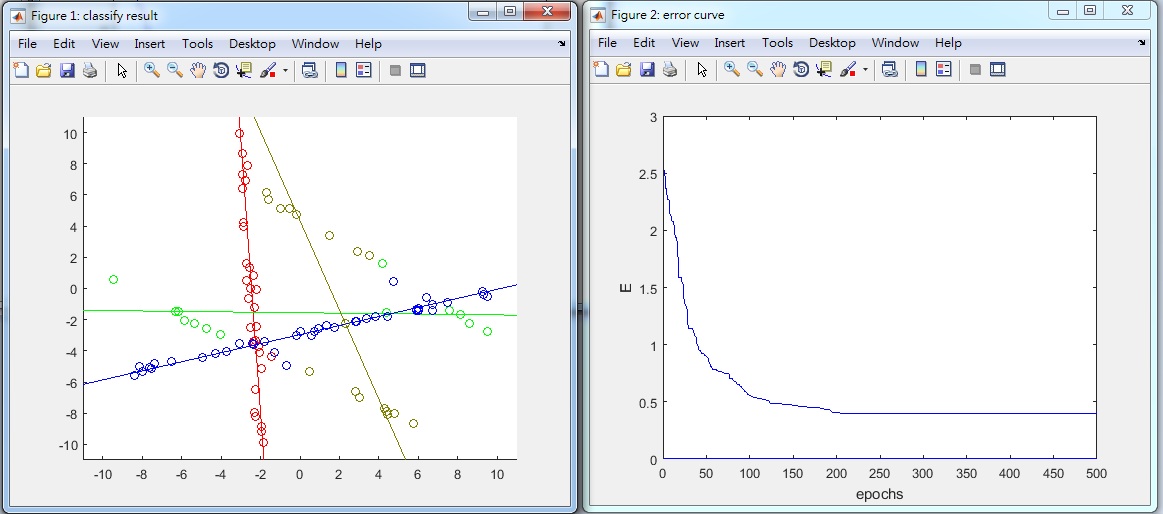 Figure 1: classify result
File Edit View Insert Tools Desktop Window Help
10
8
6
4
2
0
-2
-4
-6
-8
-10
-10 -8 -6 -4 -2 0 2 4 6 8 10
Figure 2: error curve
File Edit View Insert Tools Desktop Window Help
3
2.5
2
1.5
1
0.5
0
E
0 50 100 150 200 250 300 350 400 450 500
epochs